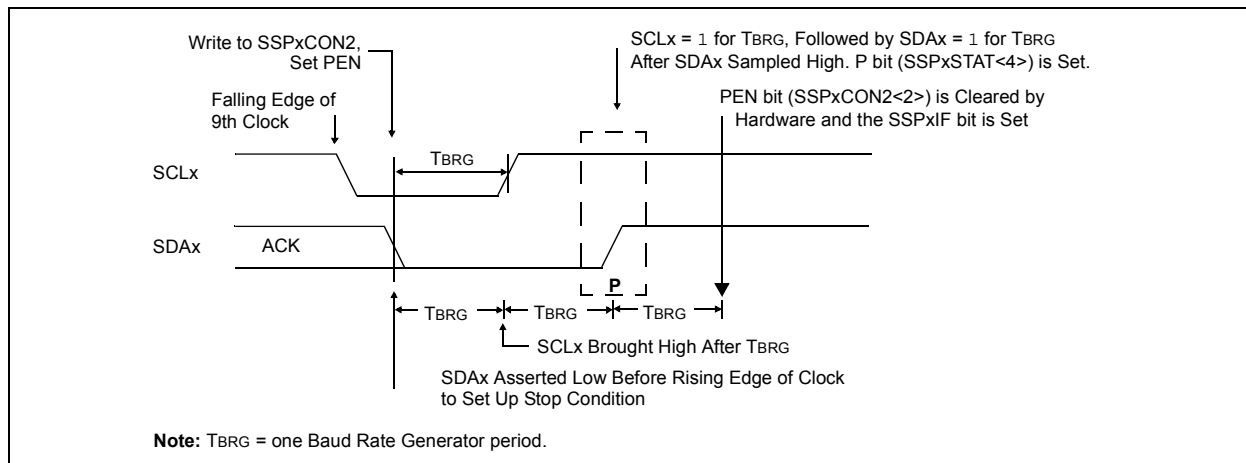 Write to SSPxCON2,
Set PEN
SCLx = 1 for TBRG, Followed by SDAx = 1 for TBRG
After SDAx Sampled High. P bit (SSPxSTAT<4>) is Set.
Falling Edge of
9th Clock
PEN bit (SSPxCON2<2>) is Cleared by
Hardware and the SSPxIF bit is Set
SCLx
TBRG
SDAx
ACK
P
TBRG
TBRG
TBRG
SCLx Brought High After TBRG
SDAx Asserted Low Before Rising Edge of Clock
to Set Up Stop Condition
Note: TBRG = one Baud Rate Generator period.